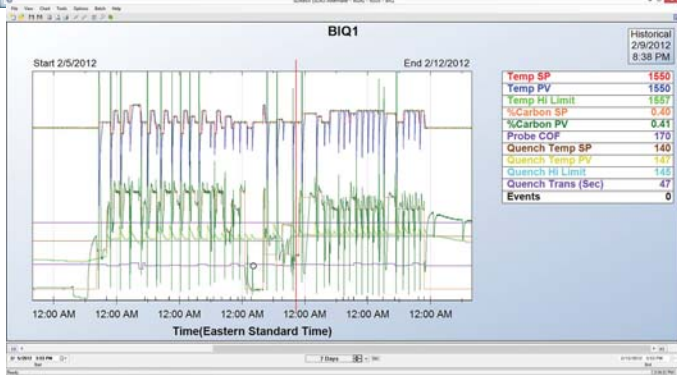 File View Chart Tools Options Batch Help
BIQ1
Historical
2/9/2012
8:38 PM
Start 2/5/2012
End 2/12/2012
Temp SP 1550
Temp PV 1550
Temp Hi Limit 1557
%Carbon SP 0.40
%Carbon PV 0.41
Probe COF 170
Quench Temp SP 140
Quench Temp PV 147
Quench Hi Limit 145
Quench Trans (Sec) 47
Events 0
12:00 AM 12:00 AM 12:00 AM 12:00 AM 12:00 AM 12:00 AM 12:00 AM
Time(Eastern Standard Time)
7 Days
Start
End
Ready